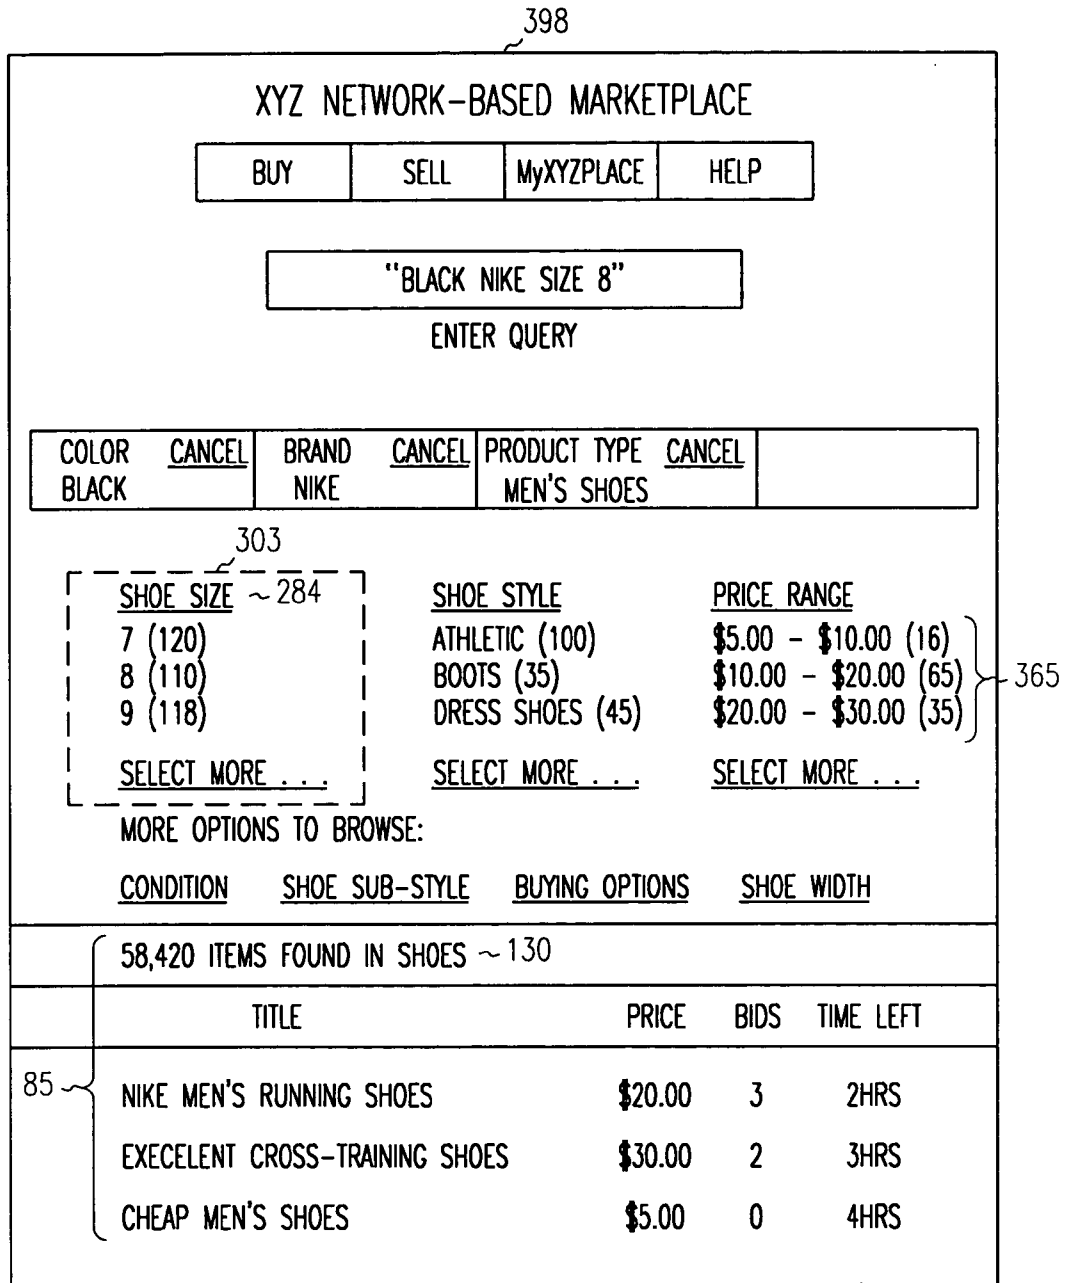 398
XYZ NETWORK-BASED MARKETPLACE
BUY SELL MyXYZPLACE HELP
"BLACK NIKE SIZE 8"
ENTER QUERY
COLOR CANCEL BRAND CANCEL PRODUCT TYPE CANCEL
BLACK NIKE MEN'S SHOES
303
SHOE SIZE ~284 SHOE STYLE PRICE RANGE
7 (120) ATHLETIC (100) $5.00 - $10.00 (16)
8 (110) BOOTS (35) $10.00 - $20.00 (65) 365
9 (118) DRESS SHOES (45) $20.00 - $30.00 (35)
SELECT MORE . . . SELECT MORE . . . SELECT MORE . . .
MORE OPTIONS TO BROWSE:
CONDITION SHOE SUB-STYLE BUYING OPTIONS SHOE WIDTH
58,420 ITEMS FOUND IN SHOES ~130
TITLE PRICE BIDS TIME LEFT
85 NIKE MEN'S RUNNING SHOES $20.00 3 2HRS
EXECELENT CROSS-TRAINING SHOES $30.00 2 3HRS
CHEAP MEN'S SHOES $5.00 0 4HRS